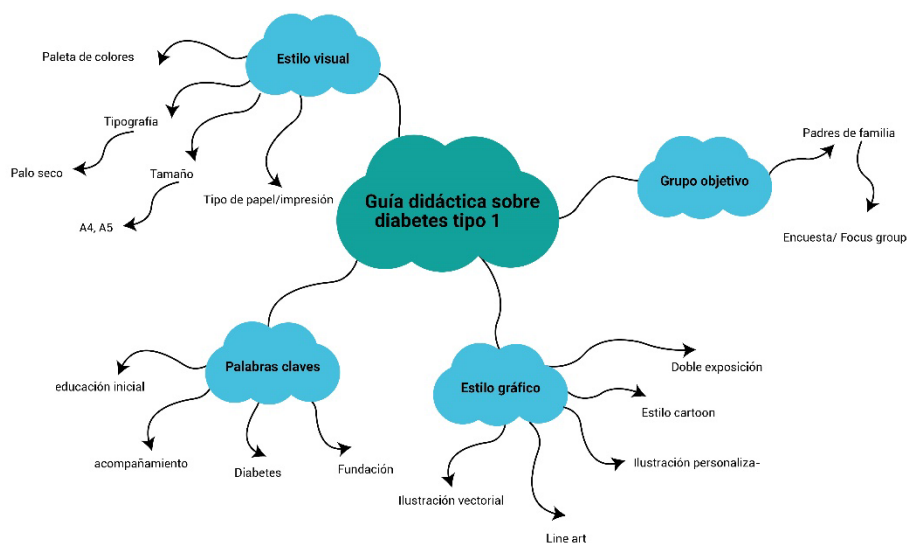 Estilo visual
Paleta de colores
Tipografia
Palo seco
Tamaño
A4, A5
Tipo de papel/impresión
Guía didáctica sobre
diabetes tipo 1
Grupo objetivo
Padres de familia
Encuesta/ Focus group
Palabras claves
educación inicial
acompañamiento
Diabetes
Fundación
Estilo gráfico
Doble exposición
Estilo cartoon
Ilustración personaliza-
Ilustración vectorial
Line art